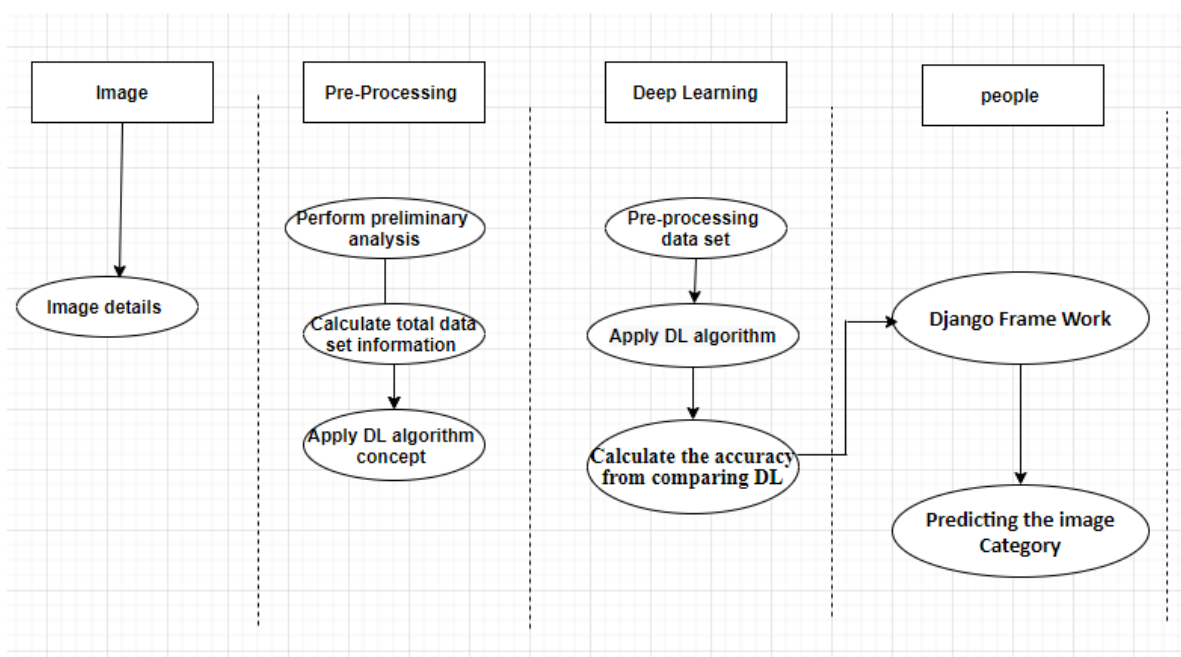 Image
Pre-Processing
Deep Learning
people
Image details
Perform preliminary
analysis
Calculate total data
set information
Apply DL algorithm
concept
Pre-processing
data set
Apply DL algorithm
Calculate the accuracy
from comparing DL
Django Frame Work
Predicting the image
Category